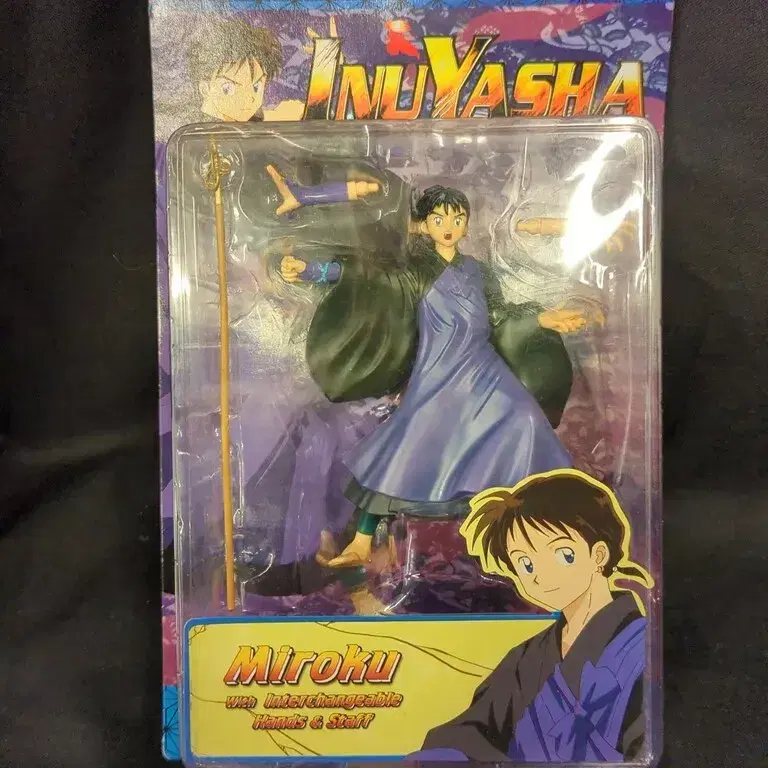 INUYASHA
Miroku
with Interchangeable
Hands & Staff